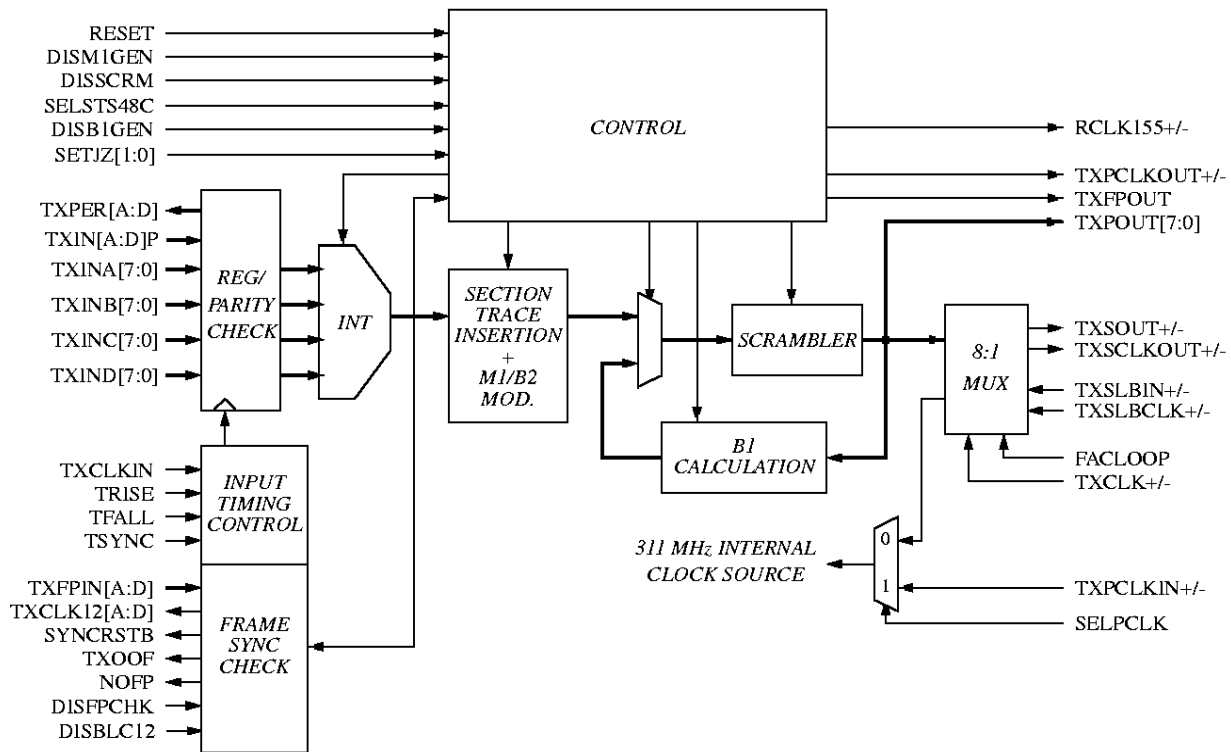 RESET
DISM1GEN
DISSCRM
SELSTS48C
DISB1GEN
SETJZ[1:0]
CONTROL
RCLK155+/-
TXPCLKOUT+/-
TXFPOUT
TXPOUT[7:0]
TXPER[A:D]
TXIN[A:D]P
TXINA[7:0]
TXINB[7:0]
TXINC[7:0]
TXIND[7:0]
REG/
PARITY
CHECK
INT
SECTION
TRACE
INSERTION
+
M1/B2
MOD.
SCRAMBLER
8:1
MUX
TXSOUT+/-
TXSCLKOUT+/-
TXSLBIN+/-
TXSLBCLK+/-
FACLOOP
TXCLK+/-
B1
CALCULATION
TXCLKIN
TRISE
TFALL
TSYNC
INPUT
TIMING
CONTROL
311 MHz INTERNAL
CLOCK SOURCE
0
1
TXPCLKIN+/-
SELPCLK
TXFPIN[A:D]
TXCLK12[A:D]
SYNCRSTB
TXOOF
NOFP
DISFPCHK
DISBLC12
FRAME
SYNC
CHECK